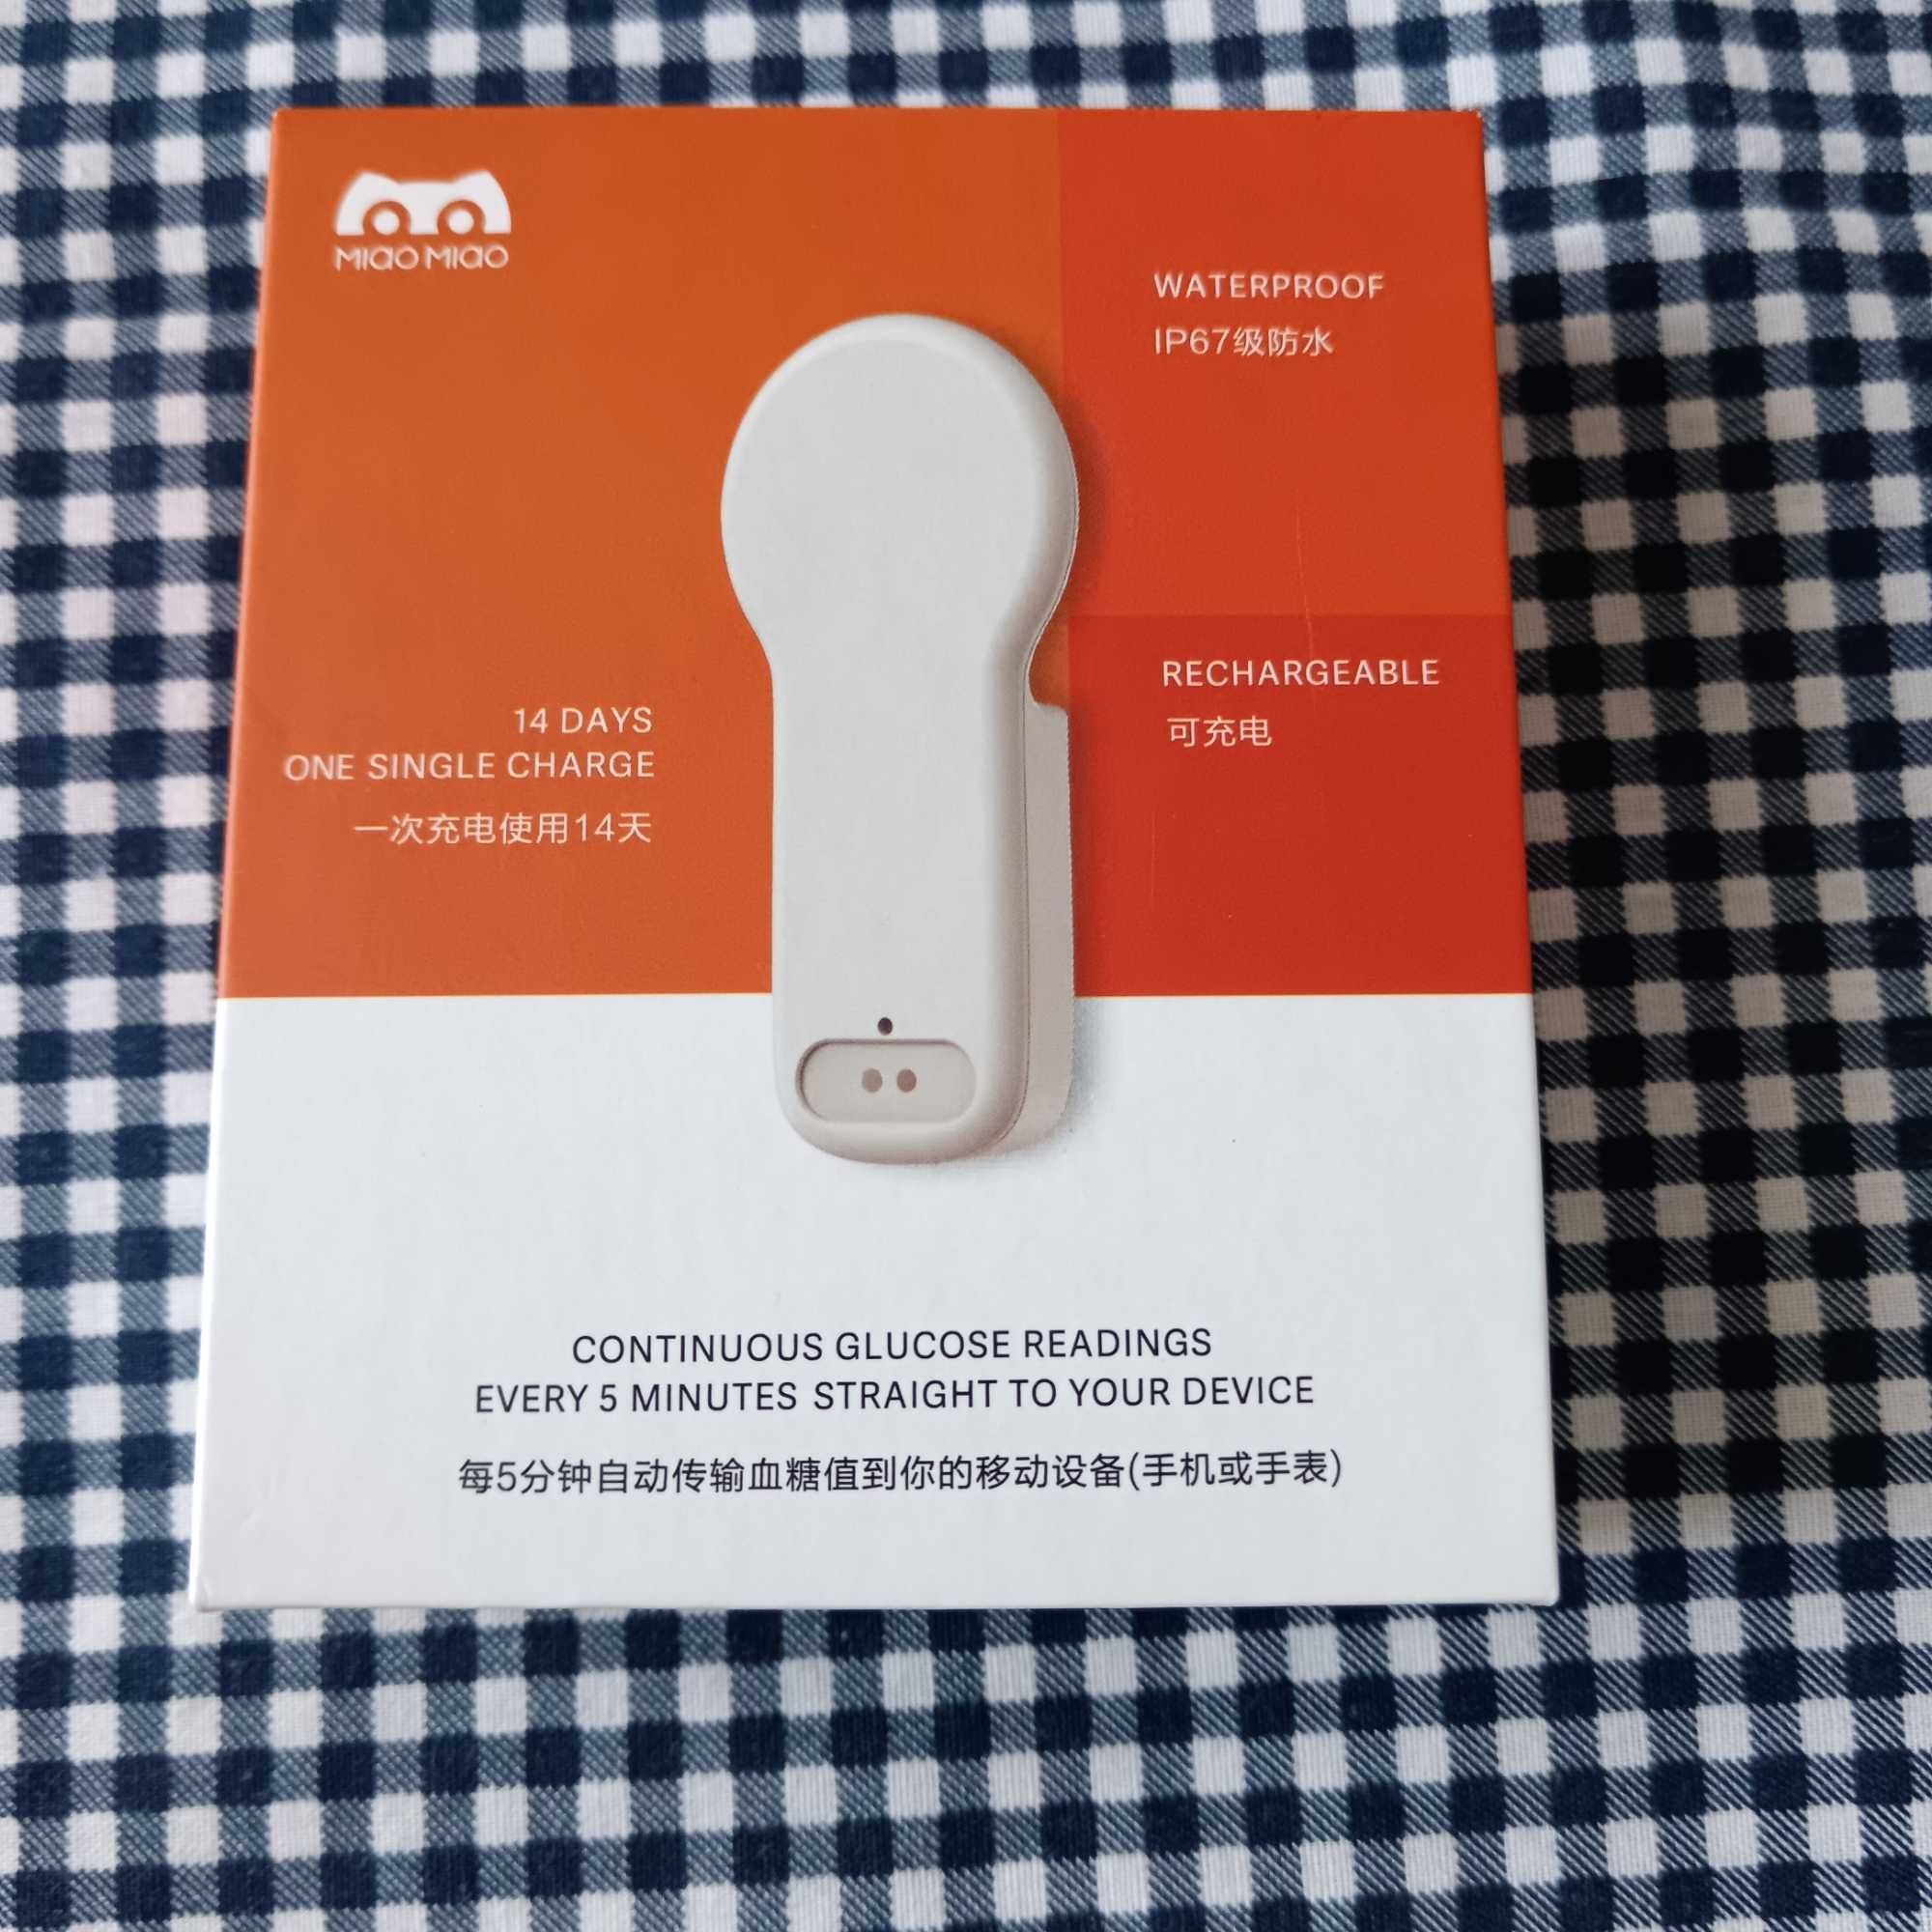 MIAO MIAO
WATERPROOF
IP67级防水
14 DAYS
ONE SINGLE CHARGE
一次充电使用14天
RECHARGEABLE
可充电
CONTINUOUS GLUCOSE READINGS
EVERY 5 MINUTES STRAIGHT TO YOUR DEVICE
每5分钟自动传输血糖值到你的移动设备(手机或手表)